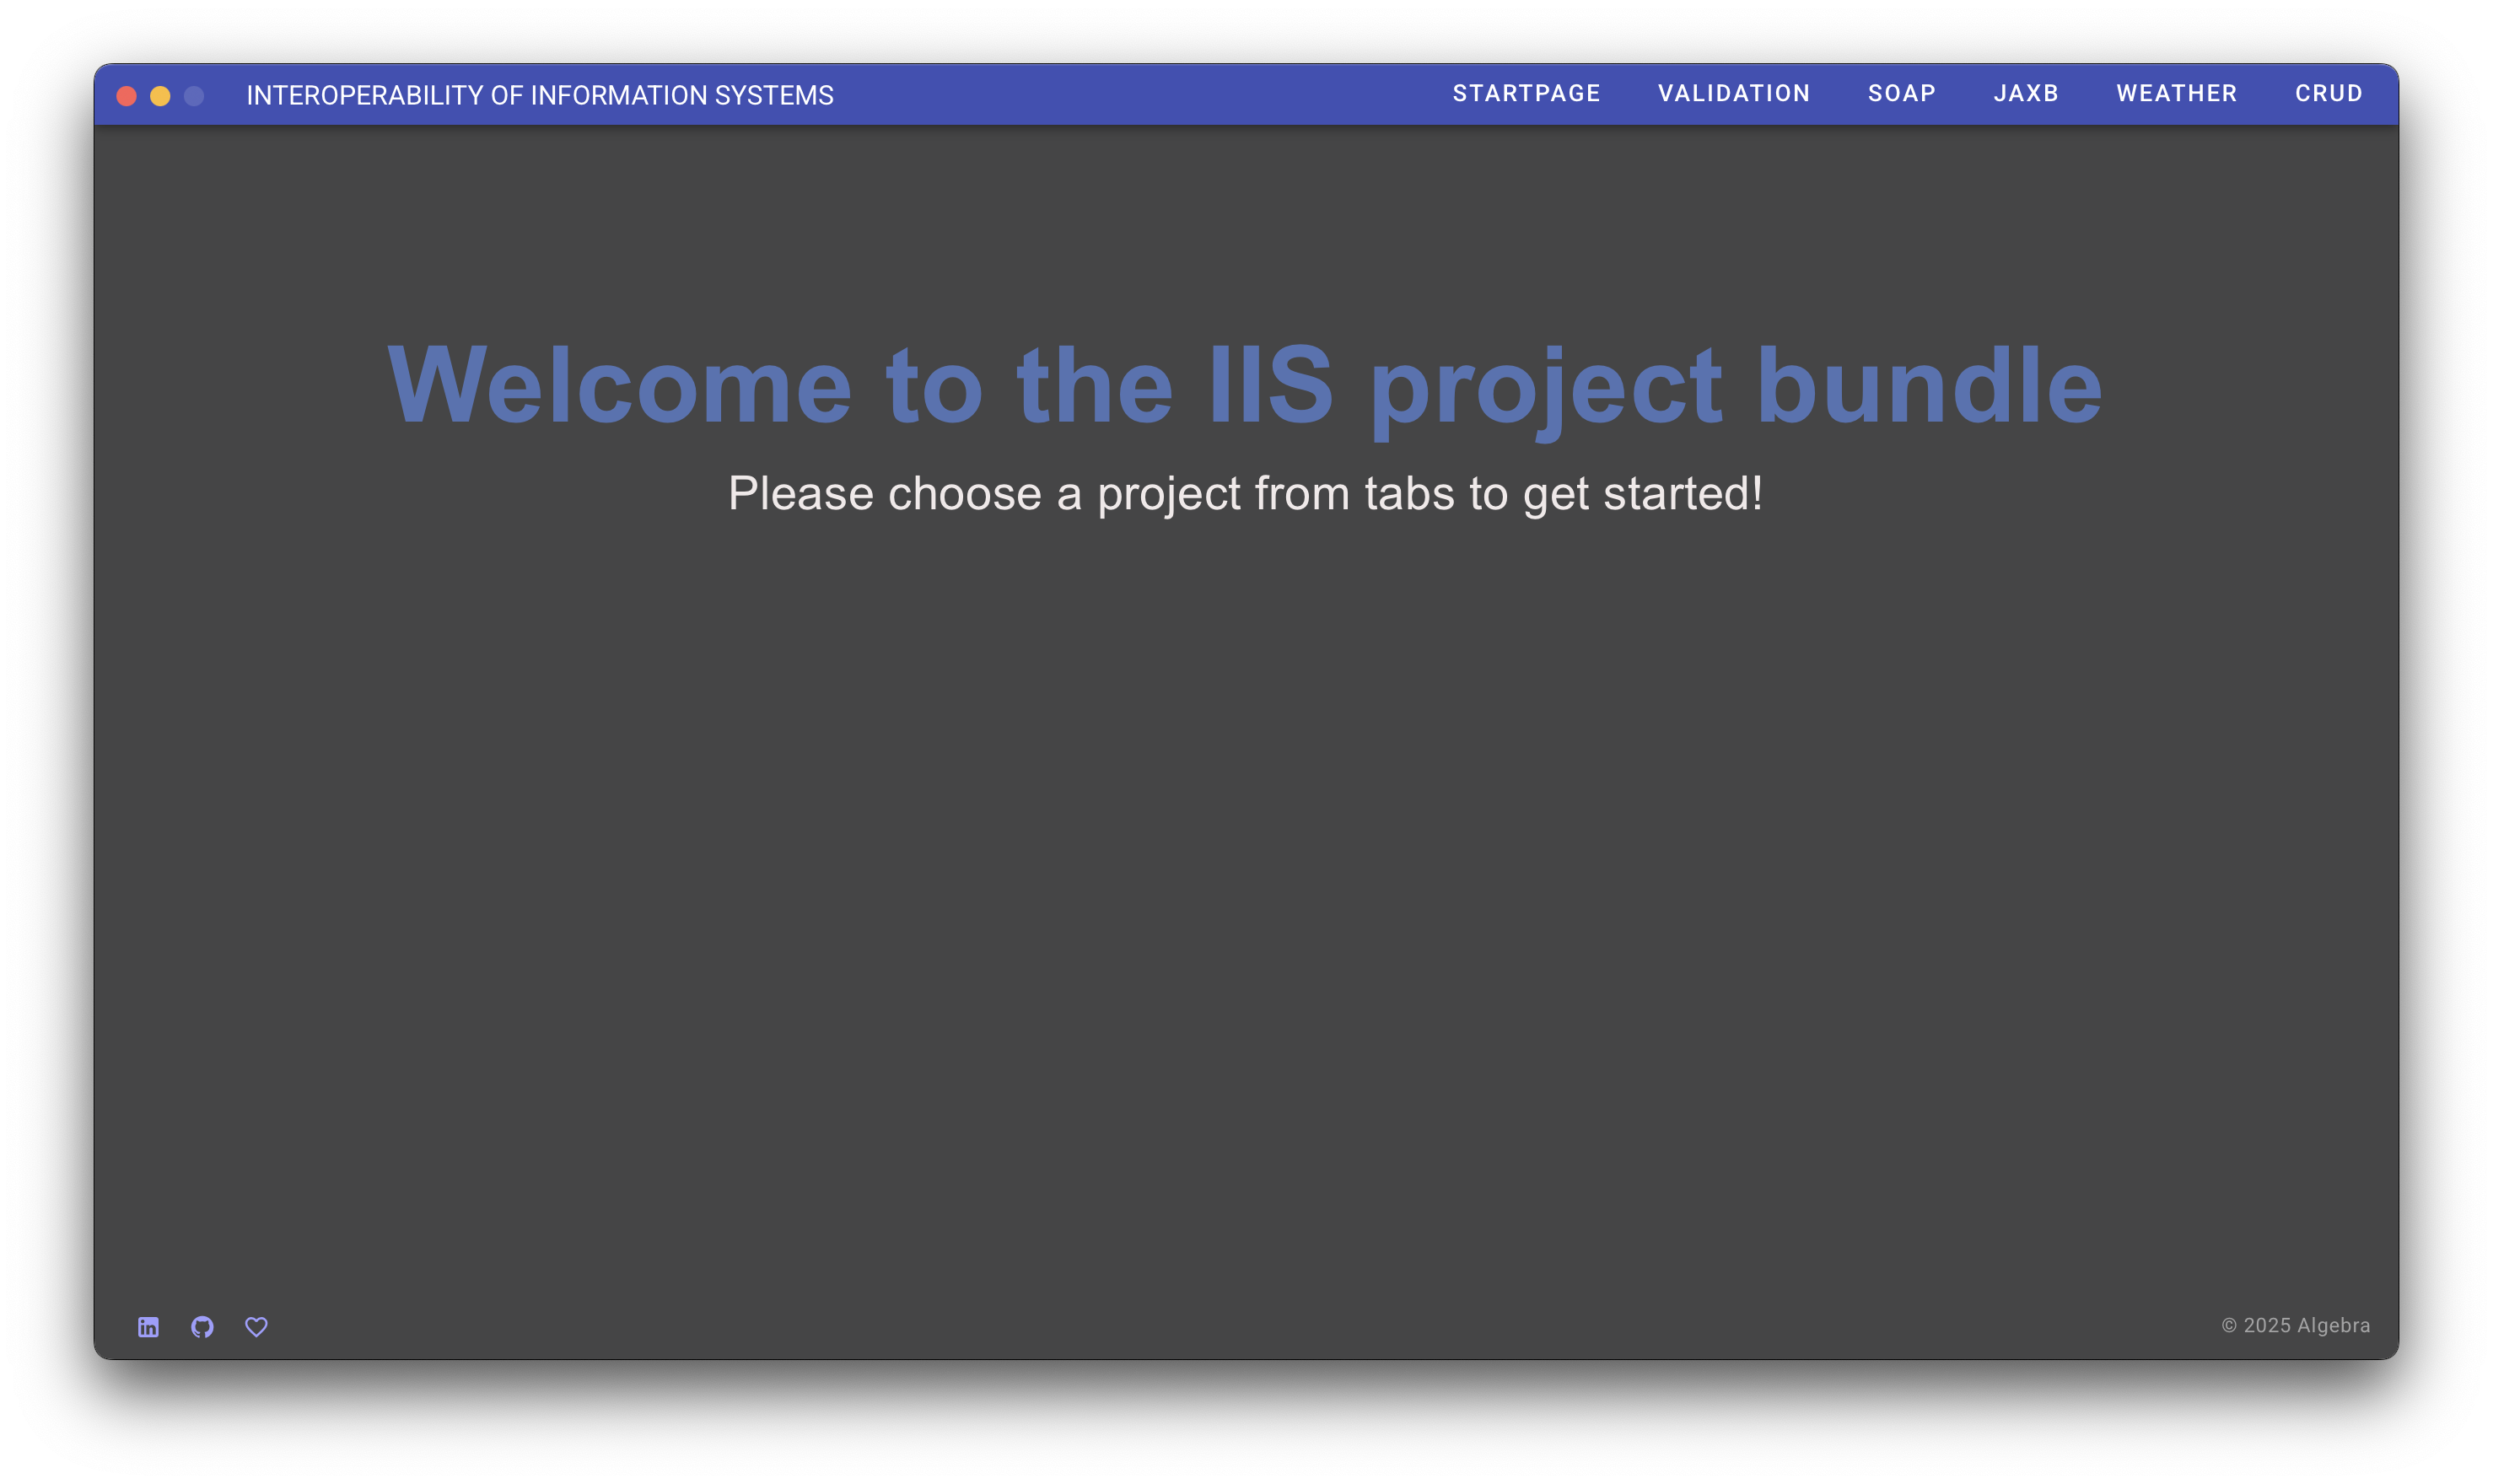 INTEROPERABILITY OF INFORMATION SYSTEMS
STARTPAGE VALIDATION SOAP JAXB WEATHER CRUD
Welcome to the IIS project bundle
Please choose a project from tabs to get started!
© 2025 Algebra